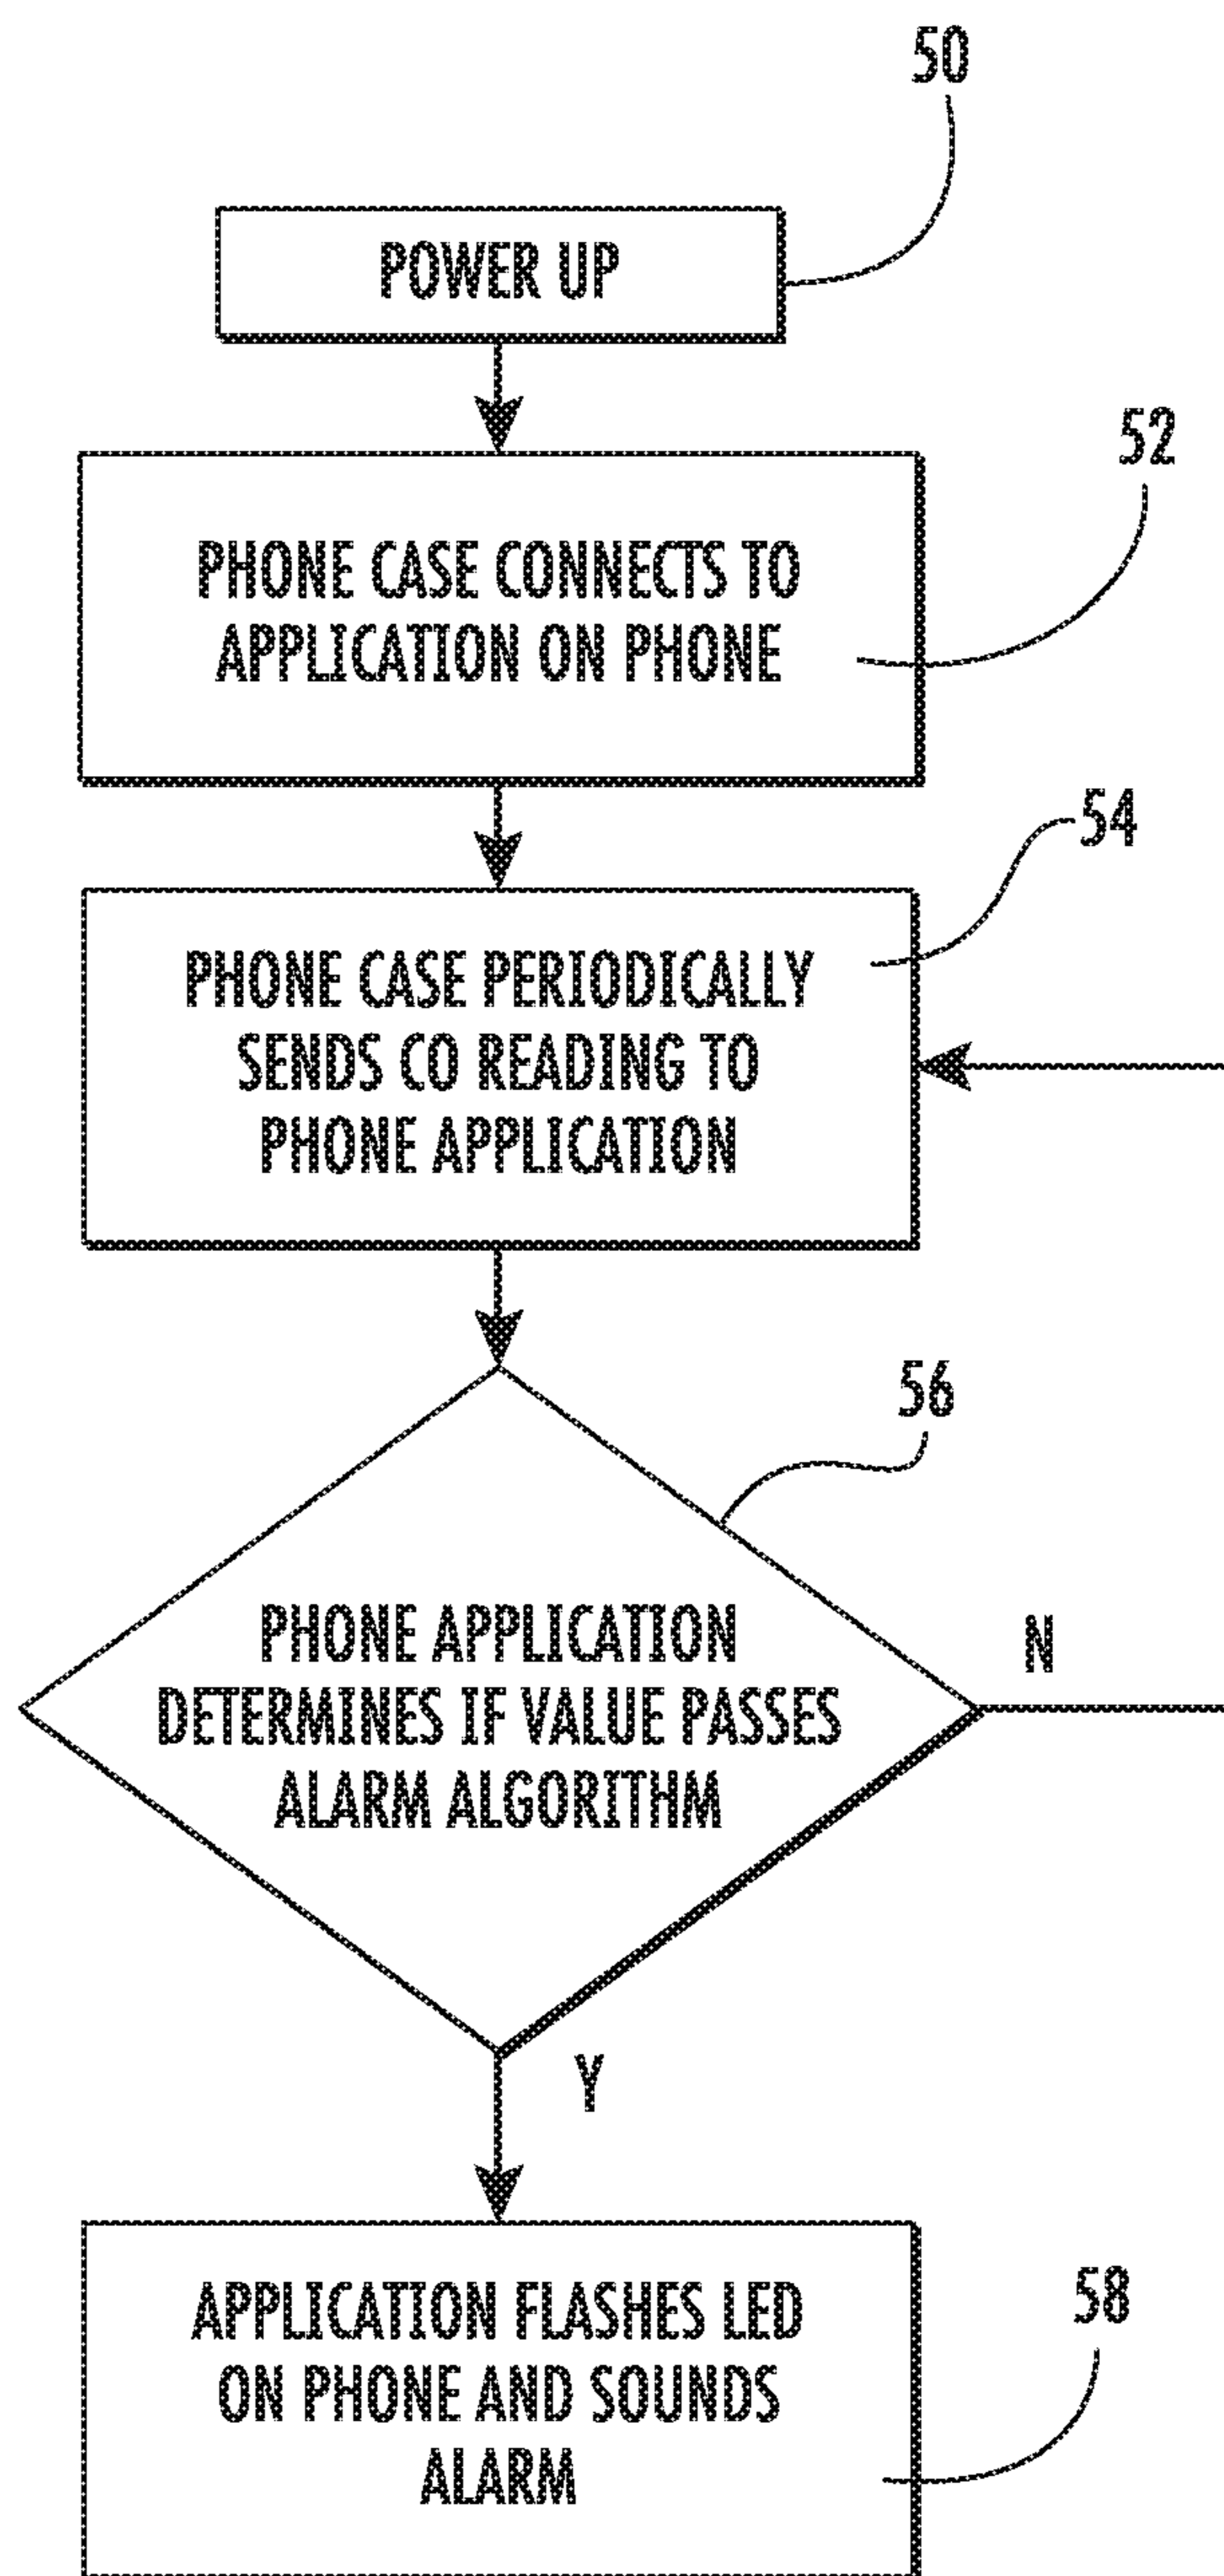 50
POWER UP
52
PHONE CASE CONNECTS TO
APPLICATION ON PHONE
54
PHONE CASE PERIODICALLY
SENDS CO READING TO
PHONE APPLICATION
56
PHONE APPLICATION
DETERMINES IF VALUE PASSES
ALARM ALGORITHM
N
Y
APPLICATION FLASHES LED
ON PHONE AND SOUNDS
ALARM
58